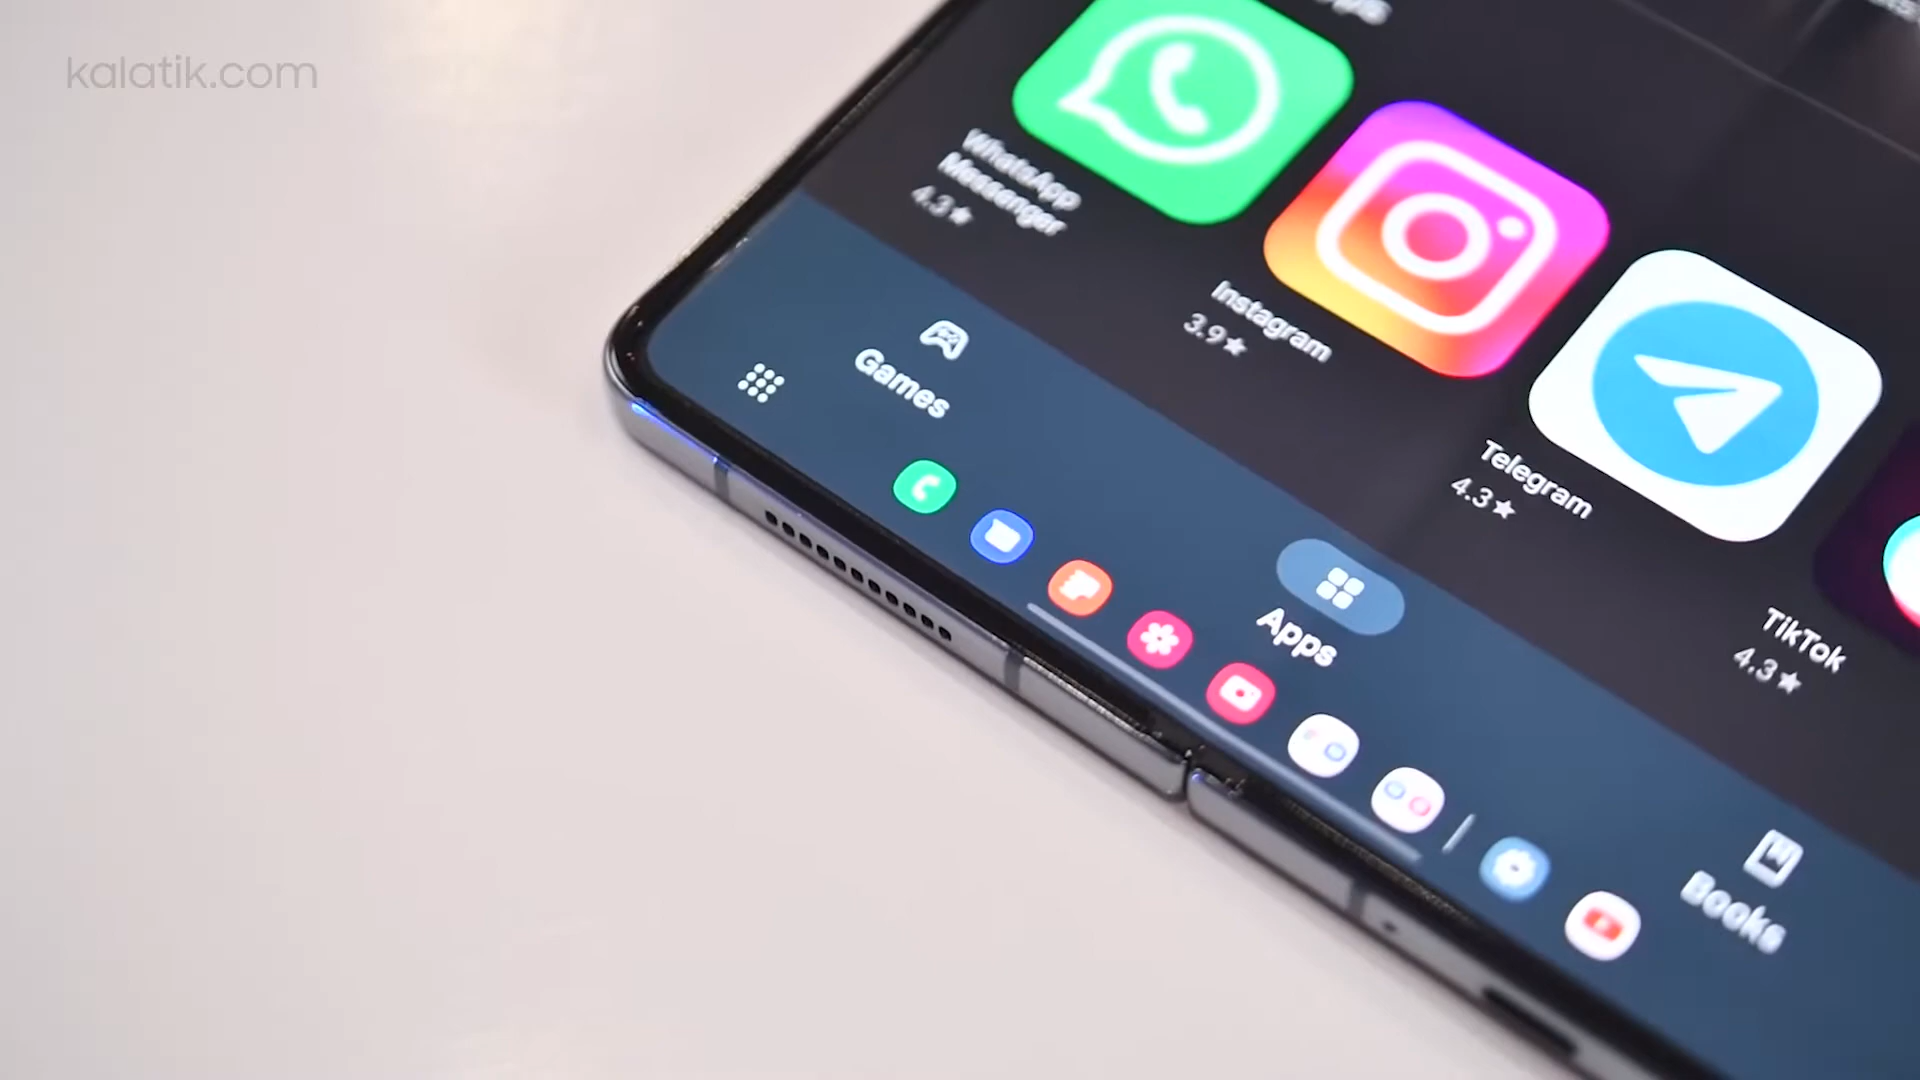 kalatik.com
WhatsApp
Messenger
4.3★
Instagram
3.9★
Telegram
4.3★
TikTok
4.3★
Games
Apps
Books